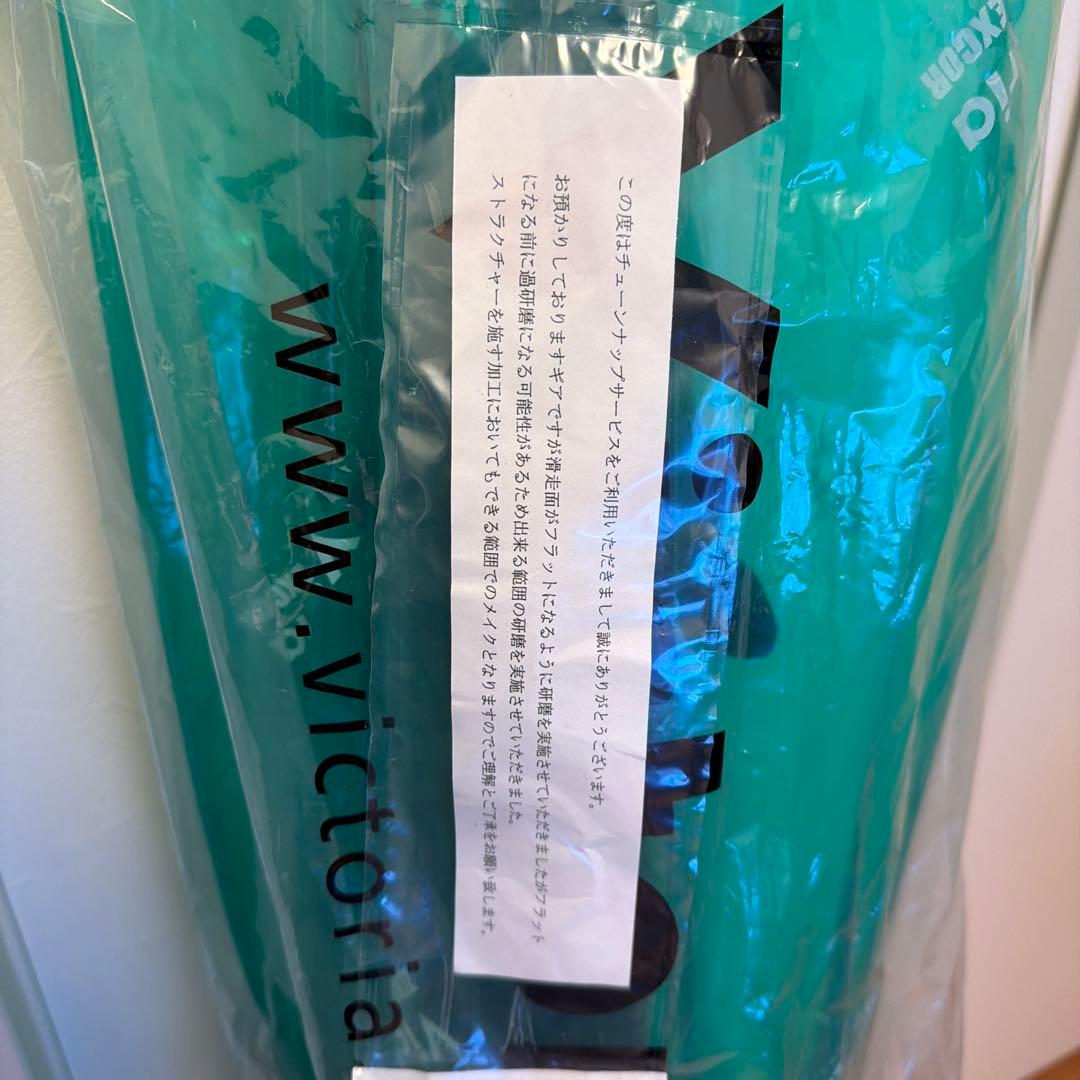 この度はチューンナップサービスをご利用いただきまして誠にありがとうございます。
お預かりしておりますギアですが滑走面がフラットになるように研磨を実施させていただきましたがフラット
になる前に過研磨になる可能性があるため出来る範囲の研磨を実施させていただきました。
ストラクチャーを施す加工においてもできる範囲でのメイクとなりますのでご理解とご了承をお願い致します。
www.victoria.
EXCOR
ia